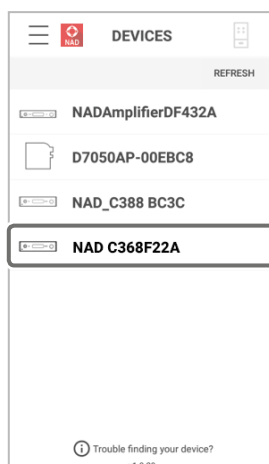 NAD
DEVICES
REFRESH
NADAmplifierDF432A
D7050AP-00EBC8
NAD_C388 BC3C
NAD C368F22A
Trouble finding your device?